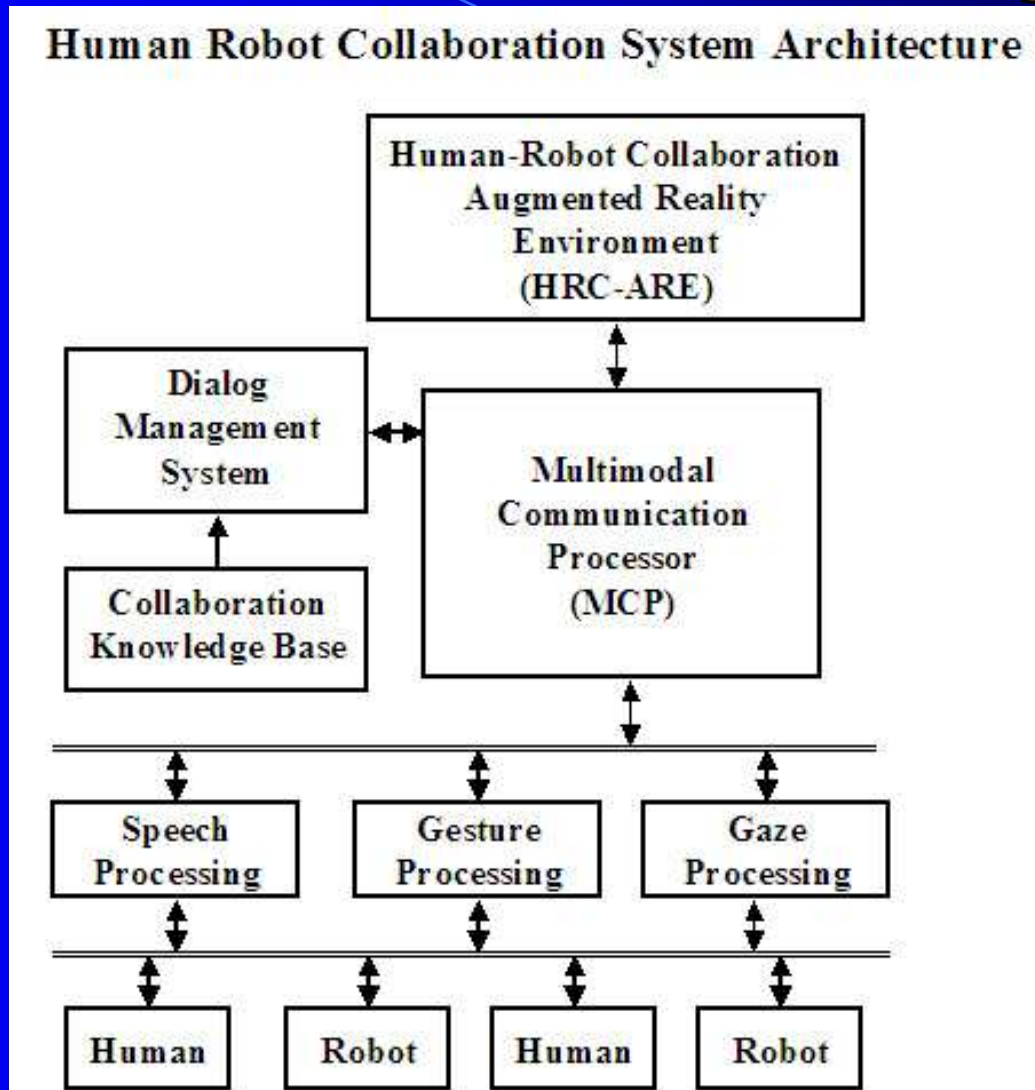 Human Robot Collaboration System Architecture
Human-Robot Collaboration
Augmented Reality
Environment
(HRC-ARE)
Dialog
Management
System
Multimodal
Communication
Processor
(MCP)
Collaboration
Knowledge Base
Speech
Processing
Gesture
Processing
Gaze
Processing
Human
Robot
Human
Robot